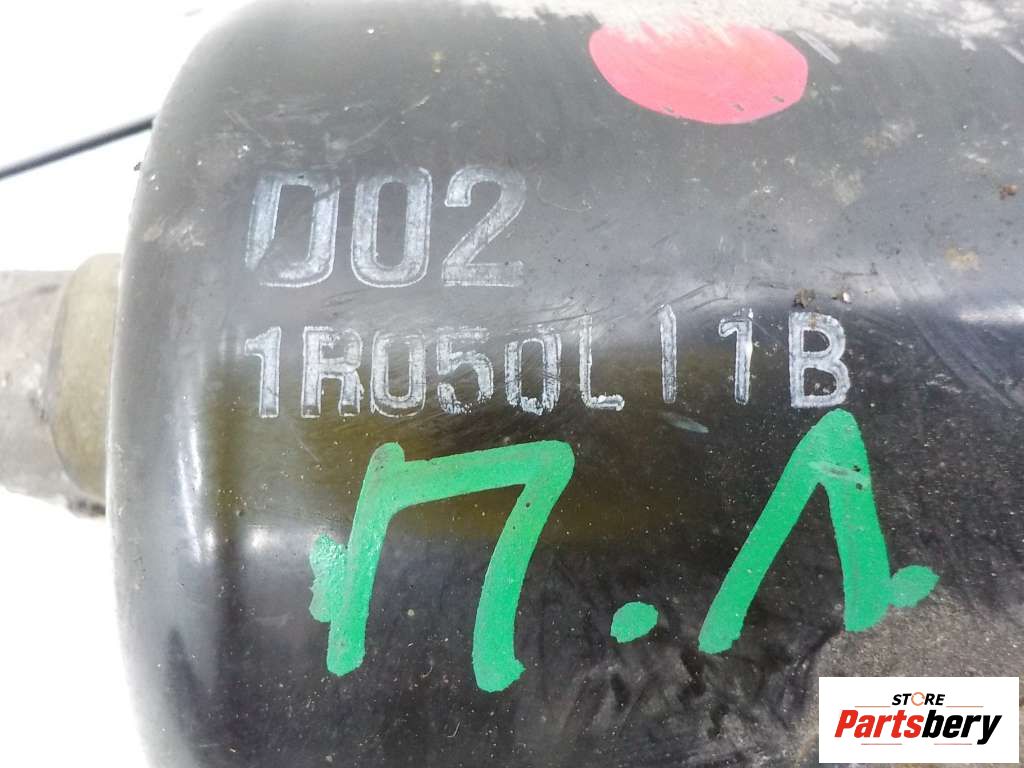 D02
1R050L11B
П.Л.
STORE
Partsbery